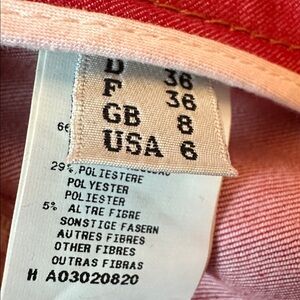 D 36
F 36
GB 8
USA 6
29% POLIESTERE
POLYESTER
POLIESTER
5% ALTRE FIBRE
SONSTIGE FASERN
AUTRES FIBRES
OTHER FIBRES
OUTRAS FIBRAS
H A03020820